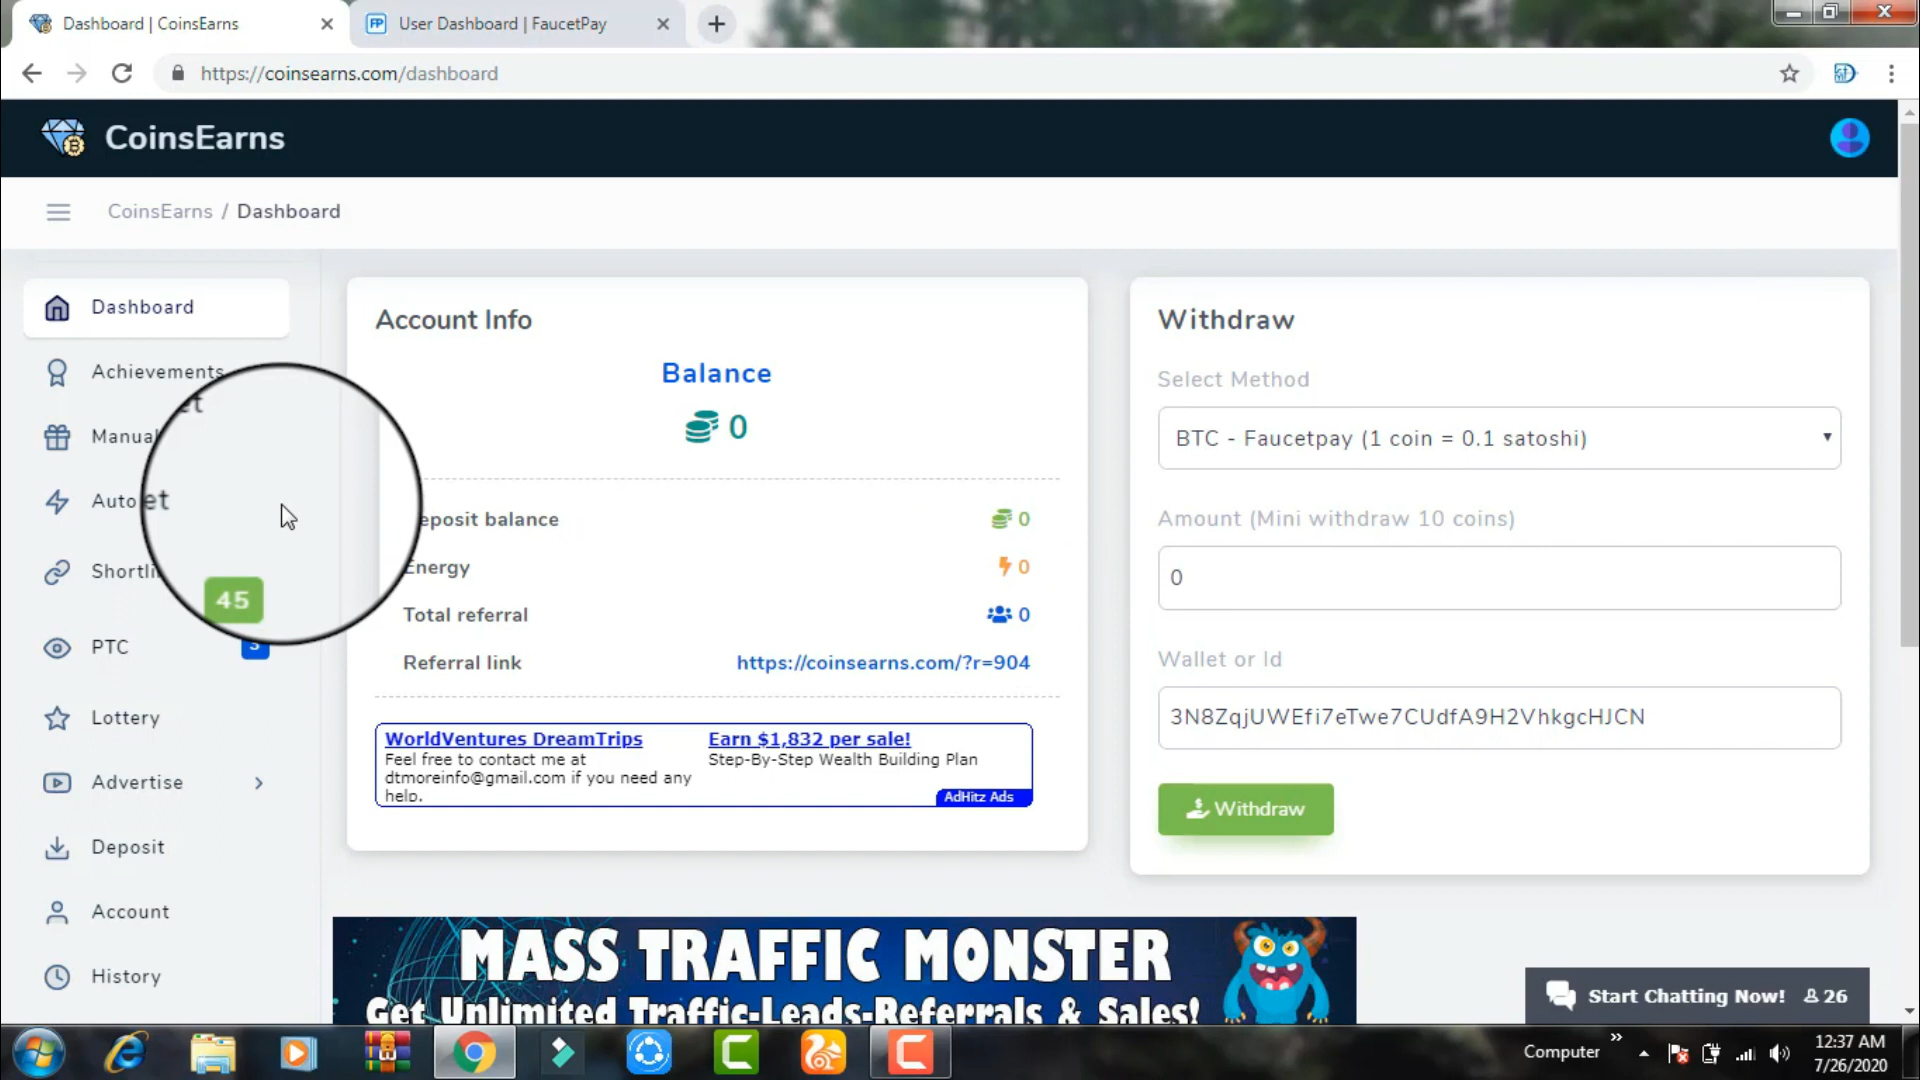 Dashboard | CoinsEarns
FP User Dashboard | FaucetPay
https://coinsearns.com/dashboard
CoinsEarns
CoinsEarns / Dashboard
Dashboard
Achievements
Manual
Auto et
Shortli
45
PTC
Lottery
Advertise
Deposit
Account
History
Account Info
Balance
0
eposit balance 0
Energy 0
Total referral 0
Referral link https://coinsearns.com/?r=904
WorldVentures DreamTrips
Feel free to contact me at
dtmoreinfo@gmail.com if you need any
help.
Earn $1,832 per sale!
Step-By-Step Wealth Building Plan
AdHitz Ads
Withdraw
Select Method
BTC - Faucetpay (1 coin = 0.1 satoshi)
Amount (Mini withdraw 10 coins)
0
Wallet or Id
3N8ZqjUWEfi7eTwe7CUdfA9H2VhkgcHJCN
Withdraw
MASS TRAFFIC MONSTER
Get Unlimited Traffic-Leads-Referrals & Sales!
Start Chatting Now! 26
Computer
12:37 AM
7/26/2020